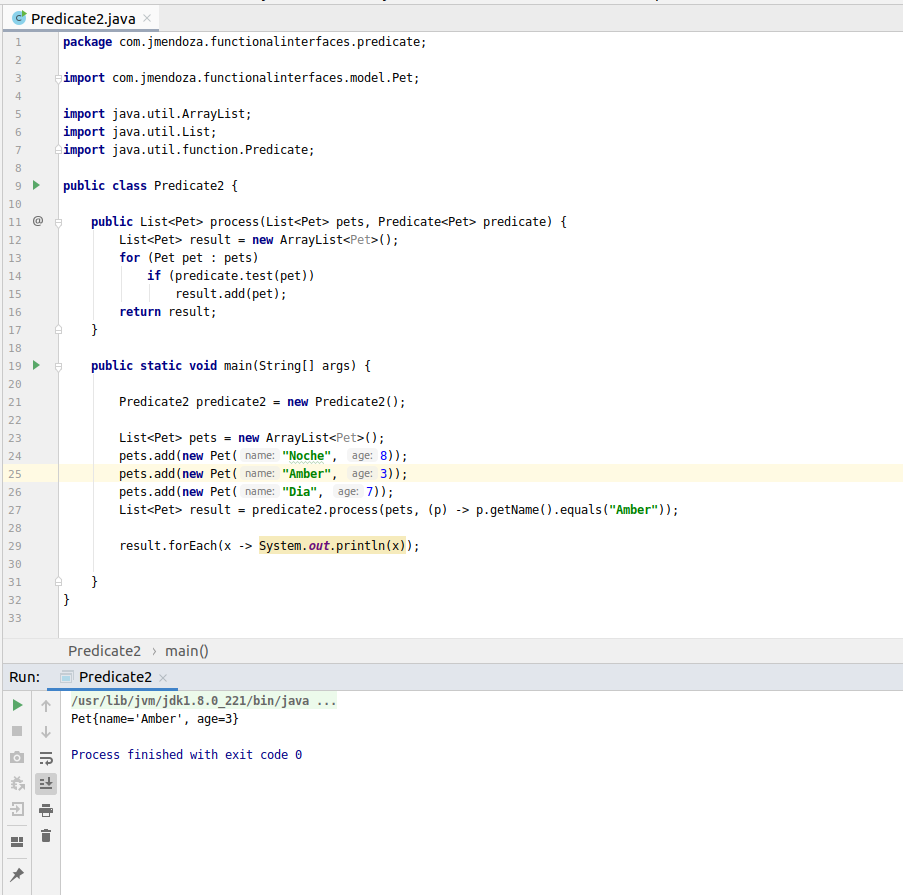 Predicate2.java
1 package com.jmendoza.functionalinterfaces.predicate;
2
3 import com.jmendoza.functionalinterfaces.model.Pet;
4
5 import java.util.ArrayList;
6 import java.util.List;
7 import java.util.function.Predicate;
8
9 public class Predicate2 {
10
11 @ public List<Pet> process(List<Pet> pets, Predicate<Pet> predicate) {
12 List<Pet> result = new ArrayList<Pet>();
13 for (Pet pet : pets)
14 if (predicate.test(pet))
15 result.add(pet);
16 return result;
17 }
18
19 public static void main(String[] args) {
20
21 Predicate2 predicate2 = new Predicate2();
22
23 List<Pet> pets = new ArrayList<Pet>();
24 pets.add(new Pet( name: "Noche", age: 8));
25 pets.add(new Pet( name: "Amber", age: 3));
26 pets.add(new Pet( name: "Dia", age: 7));
27 List<Pet> result = predicate2.process(pets, (p) -> p.getName().equals("Amber"));
28
29 result.forEach(x -> System.out.println(x));
30
31 }
32 }
33
Predicate2 › main()
Run: Predicate2
/usr/lib/jvm/jdk1.8.0_221/bin/java ...
Pet{name='Amber', age=3}
Process finished with exit code 0